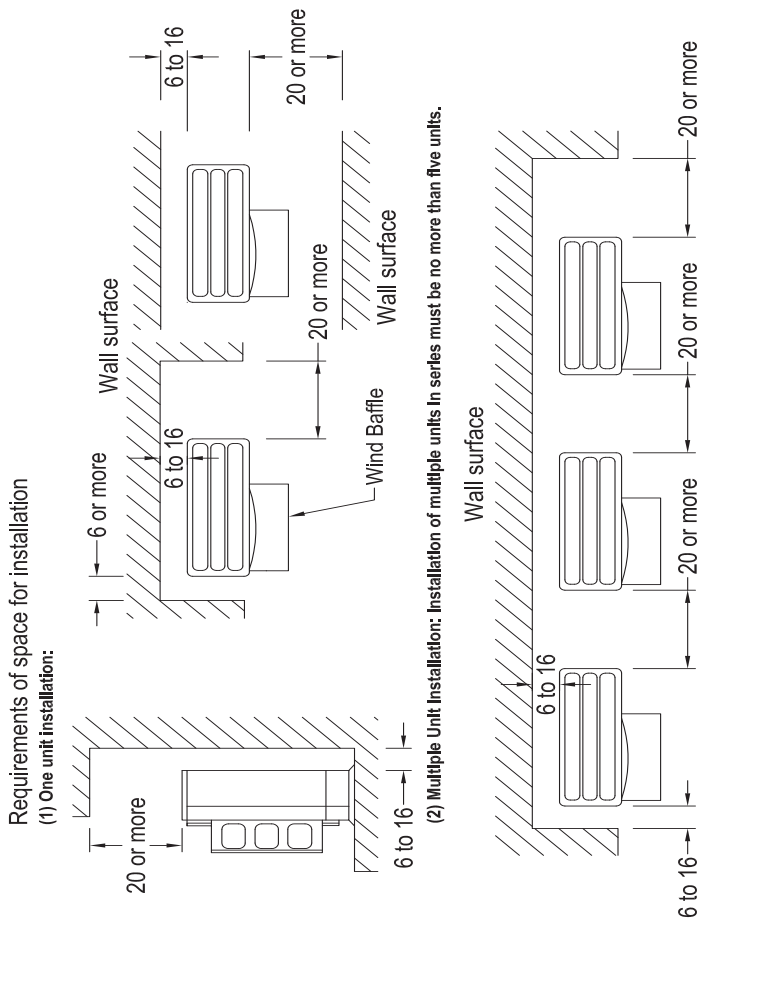 Requirements of space for installation
(1) One unit installation:
20 or more
6 to 16
6 or more
6 to 16
Wall surface
Wind Baffle
20 or more
6 to 16
20 or more
Wall surface
(2) Multiple Unit Installation: Installation of multiple units in series must be no more than five units.
Wall surface
6 to 16
6 to 16
20 or more
20 or more
20 or more